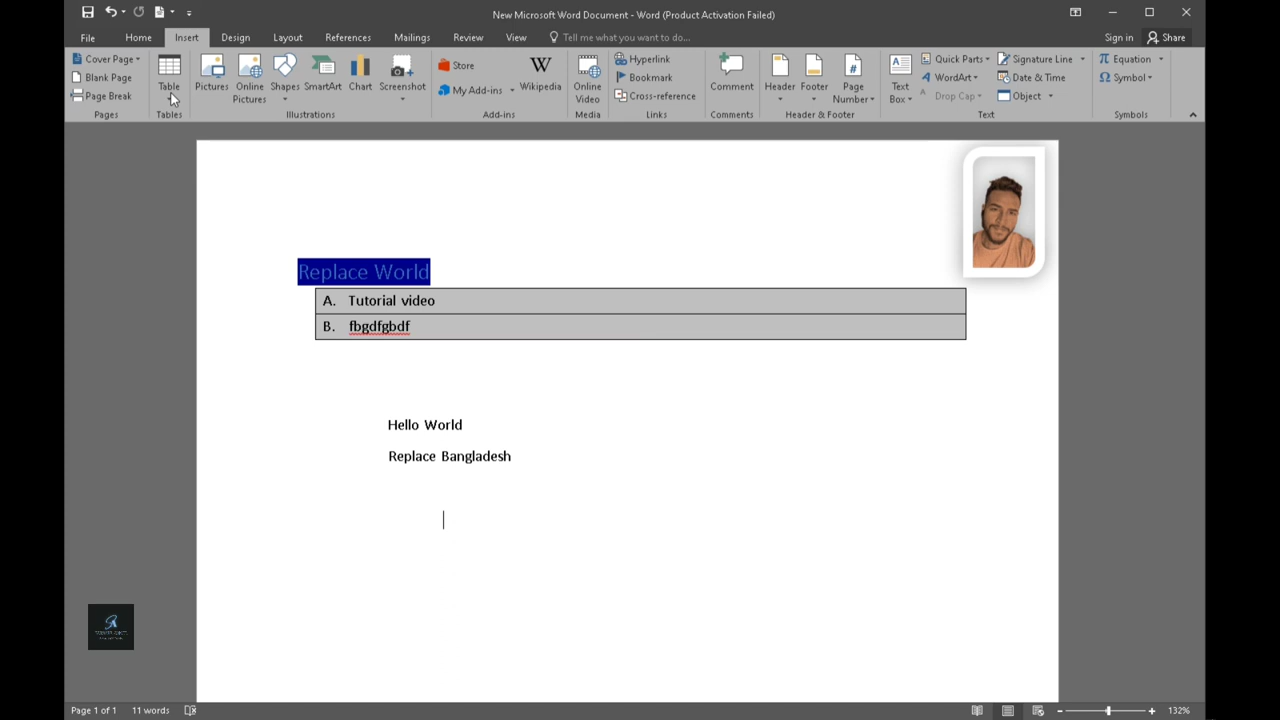 New Microsoft Word Document - Word (Product Activation Failed)
File Home Insert Design Layout References Mailings Review View Tell me what you want to do... Sign in Share
Cover Page
Blank Page
Page Break
Pages
Table
Tables
Pictures
Online Pictures
Shapes
SmartArt
Chart
Screenshot
Illustrations
Store
My Add-ins
W
Wikipedia
Add-ins
Online Video
Media
Hyperlink
Bookmark
Cross-reference
Links
Comment
Comments
Header
Footer
Page Number
Header & Footer
Text Box
Quick Parts
WordArt
Drop Cap
Signature Line
Date & Time
Object
Text
Equation
Symbol
Symbols
Replace World
A. Tutorial video
B. fbgdfgbdf
Hello World
Replace Bangladesh
Page 1 of 1 11 words 132%